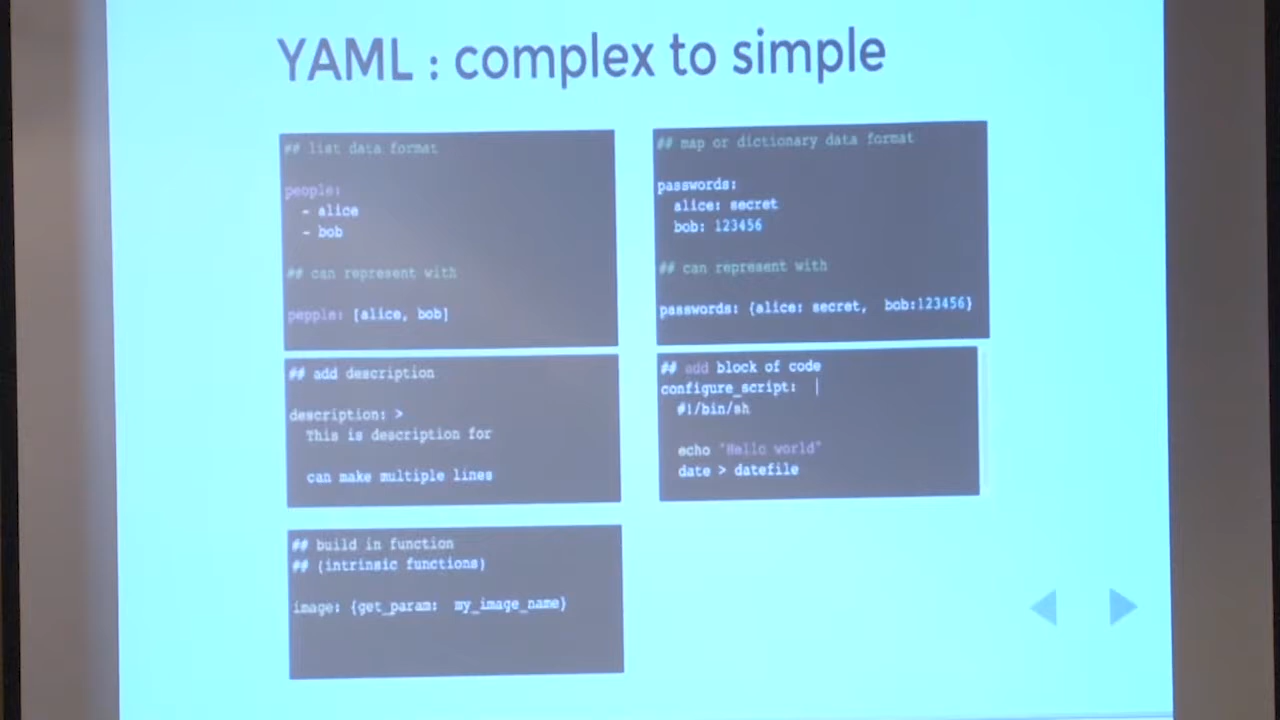 YAML : complex to simple
## list data format
people:
- alice
- bob
## can represent with
people: [alice, bob]
## map or dictionary data format
passwords:
alice: secret
bob: 123456
## can represent with
passwords: {alice: secret, bob:123456}
## add description
description: >
This is description for
can make multiple lines
## add block of code
configure_script: |
#!/bin/sh
echo "Hello world"
date > datefile
## build in function
## (intrinsic functions)
image: {get_param: my_image_name}